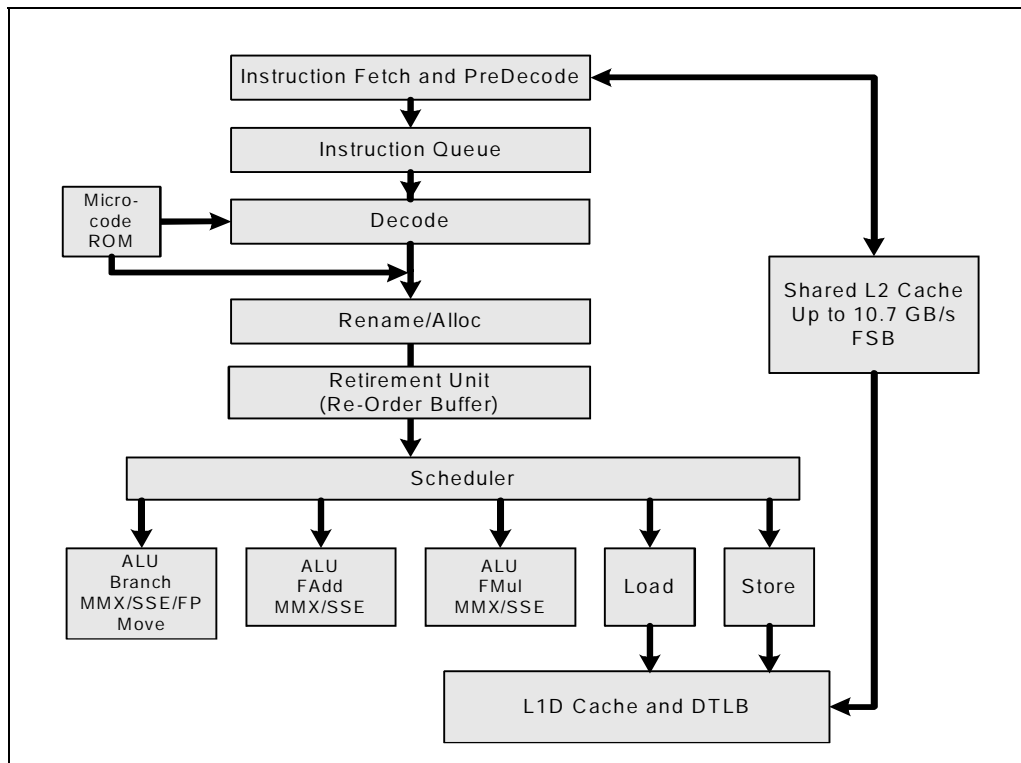 Instruction Fetch and PreDecode
Instruction Queue
Micro-
code
ROM
Decode
Shared L2 Cache
Up to 10.7 GB/s
FSB
Rename/Alloc
Retirement Unit
(Re-Order Buffer)
Scheduler
ALU
Branch
MMX/SSE/FP
Move
ALU
FAdd
MMX/SSE
ALU
FMul
MMX/SSE
Load
Store
L1D Cache and DTLB